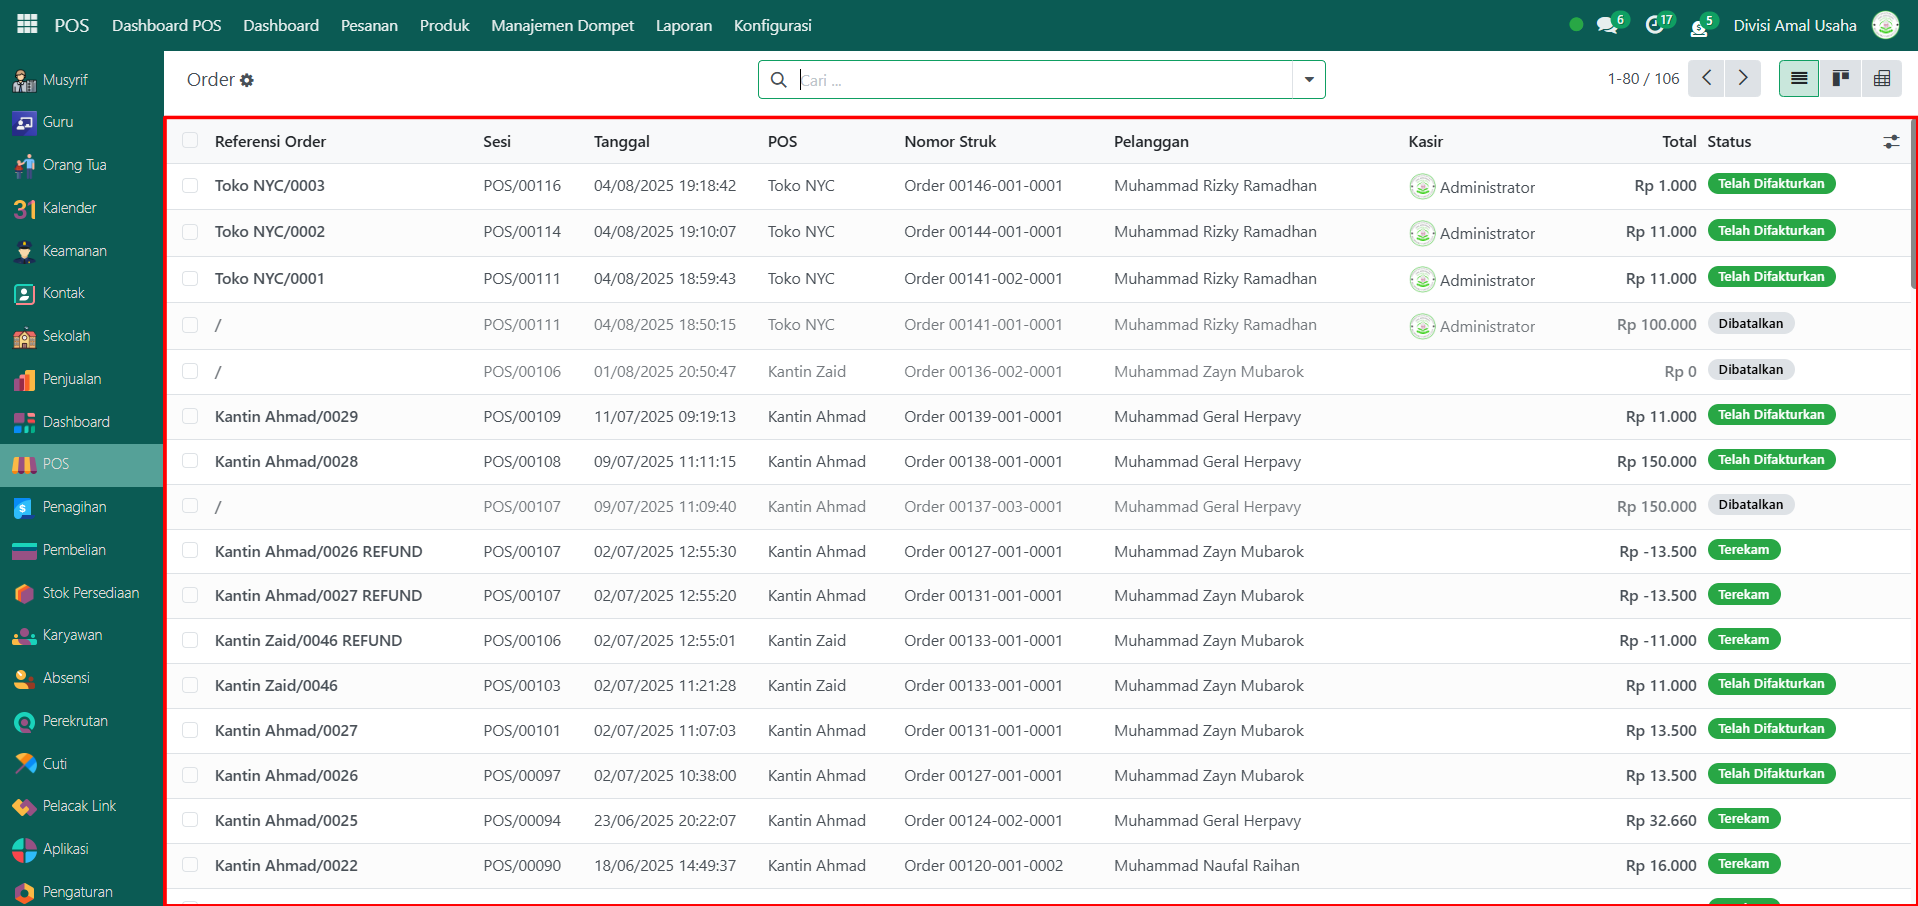 POS Dashboard POS Dashboard Pesanan Produk Manajemen Dompet Laporan Konfigurasi 6 17 5 Divisi Amal Usaha
Musyrif
Guru
Orang Tua
31 Kalender
Keamanan
Kontak
Sekolah
Penjualan
Dashboard
POS
Penagihan
Pembelian
Stok Persediaan
Karyawan
Absensi
Perekrutan
Cuti
Pelacak Link
Aplikasi
Pengaturan
Order Cari ... 1-80 / 106
Referensi Order Sesi Tanggal POS Nomor Struk Pelanggan Kasir Total Status
Toko NYC/0003 POS/00116 04/08/2025 19:18:42 Toko NYC Order 00146-001-0001 Muhammad Rizky Ramadhan Administrator Rp 1.000 Telah Difakturkan
Toko NYC/0002 POS/00114 04/08/2025 19:10:07 Toko NYC Order 00144-001-0001 Muhammad Rizky Ramadhan Administrator Rp 11.000 Telah Difakturkan
Toko NYC/0001 POS/00111 04/08/2025 18:59:43 Toko NYC Order 00141-002-0001 Muhammad Rizky Ramadhan Administrator Rp 11.000 Telah Difakturkan
/ POS/00111 04/08/2025 18:50:15 Toko NYC Order 00141-001-0001 Muhammad Rizky Ramadhan Administrator Rp 100.000 Dibatalkan
/ POS/00106 01/08/2025 20:50:47 Kantin Zaid Order 00136-002-0001 Muhammad Zayn Mubarok Rp 0 Dibatalkan
Kantin Ahmad/0029 POS/00109 11/07/2025 09:19:13 Kantin Ahmad Order 00139-001-0001 Muhammad Geral Herpavy Rp 11.000 Telah Difakturkan
Kantin Ahmad/0028 POS/00108 09/07/2025 11:11:15 Kantin Ahmad Order 00138-001-0001 Muhammad Geral Herpavy Rp 150.000 Telah Difakturkan
/ POS/00107 09/07/2025 11:09:40 Kantin Ahmad Order 00137-003-0001 Muhammad Geral Herpavy Rp 150.000 Dibatalkan
Kantin Ahmad/0026 REFUND POS/00107 02/07/2025 12:55:30 Kantin Ahmad Order 00127-001-0001 Muhammad Zayn Mubarok Rp -13.500 Terekam
Kantin Ahmad/0027 REFUND POS/00107 02/07/2025 12:55:20 Kantin Ahmad Order 00131-001-0001 Muhammad Zayn Mubarok Rp -13.500 Terekam
Kantin Zaid/0046 REFUND POS/00106 02/07/2025 12:55:01 Kantin Zaid Order 00133-001-0001 Muhammad Zayn Mubarok Rp -11.000 Terekam
Kantin Zaid/0046 POS/00103 02/07/2025 11:21:28 Kantin Zaid Order 00133-001-0001 Muhammad Zayn Mubarok Rp 11.000 Telah Difakturkan
Kantin Ahmad/0027 POS/00101 02/07/2025 11:07:03 Kantin Ahmad Order 00131-001-0001 Muhammad Zayn Mubarok Rp 13.500 Telah Difakturkan
Kantin Ahmad/0026 POS/00097 02/07/2025 10:38:00 Kantin Ahmad Order 00127-001-0001 Muhammad Zayn Mubarok Rp 13.500 Telah Difakturkan
Kantin Ahmad/0025 POS/00094 23/06/2025 20:22:07 Kantin Ahmad Order 00124-002-0001 Muhammad Geral Herpavy Rp 32.660 Terekam
Kantin Ahmad/0022 POS/00090 18/06/2025 14:49:37 Kantin Ahmad Order 00120-001-0002 Muhammad Naufal Raihan Rp 16.000 Terekam